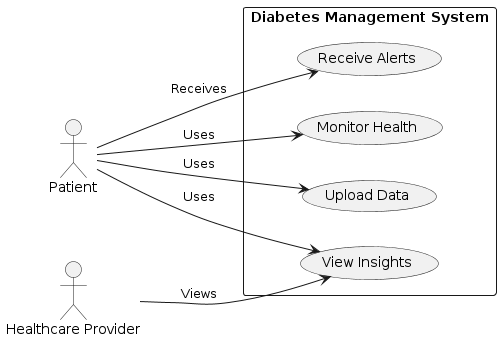 Diabetes Management System
Receive Alerts
Receives
Monitor Health
Uses
Uses
Upload Data
Patient
Uses
View Insights
Views
Healthcare Provider